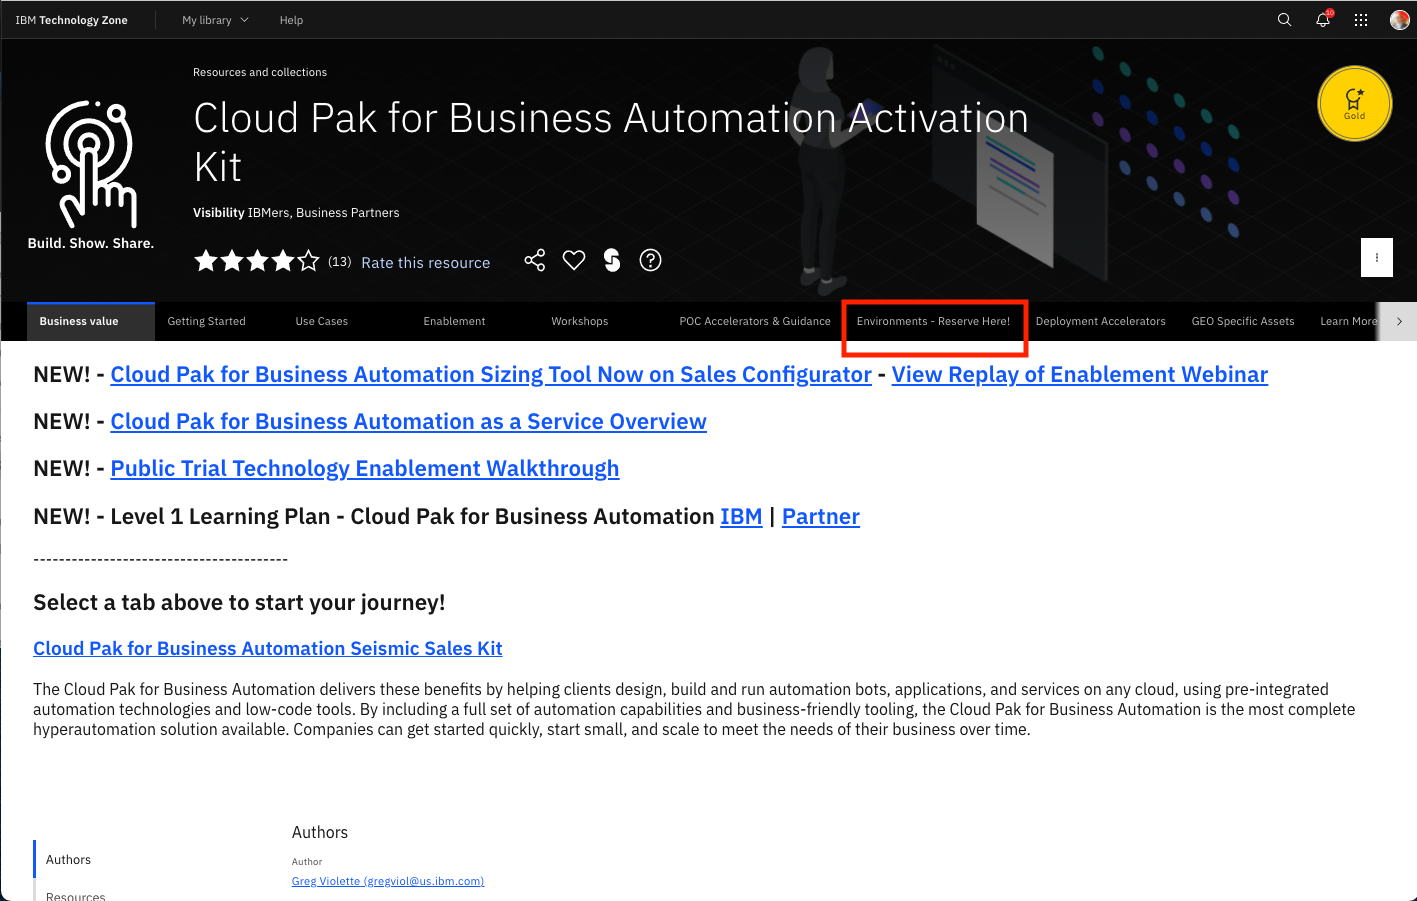 IBM Technology Zone
My library
Help
10
Resources and collections
Cloud Pak for Business Automation Activation
Kit
Gold
Visibility IBMers, Business Partners
Build. Show. Share.
(13) Rate this resource
Business value
Getting Started
Use Cases
Enablement
Workshops
POC Accelerators & Guidance
Environments - Reserve Here!
Deployment Accelerators
GEO Specific Assets
Learn More
NEW! - Cloud Pak for Business Automation Sizing Tool Now on Sales Configurator - View Replay of Enablement Webinar
NEW! - Cloud Pak for Business Automation as a Service Overview
NEW! - Public Trial Technology Enablement Walkthrough
NEW! - Level 1 Learning Plan - Cloud Pak for Business Automation IBM | Partner
----------------------------------------
Select a tab above to start your journey!
Cloud Pak for Business Automation Seismic Sales Kit
The Cloud Pak for Business Automation delivers these benefits by helping clients design, build and run automation bots, applications, and services on any cloud, using pre-integrated
automation technologies and low-code tools. By including a full set of automation capabilities and business-friendly tooling, the Cloud Pak for Business Automation is the most complete
hyperautomation solution available. Companies can get started quickly, start small, and scale to meet the needs of their business over time.
Authors
Resources
Authors
Author
Greg Violette (gregviol@us.ibm.com)